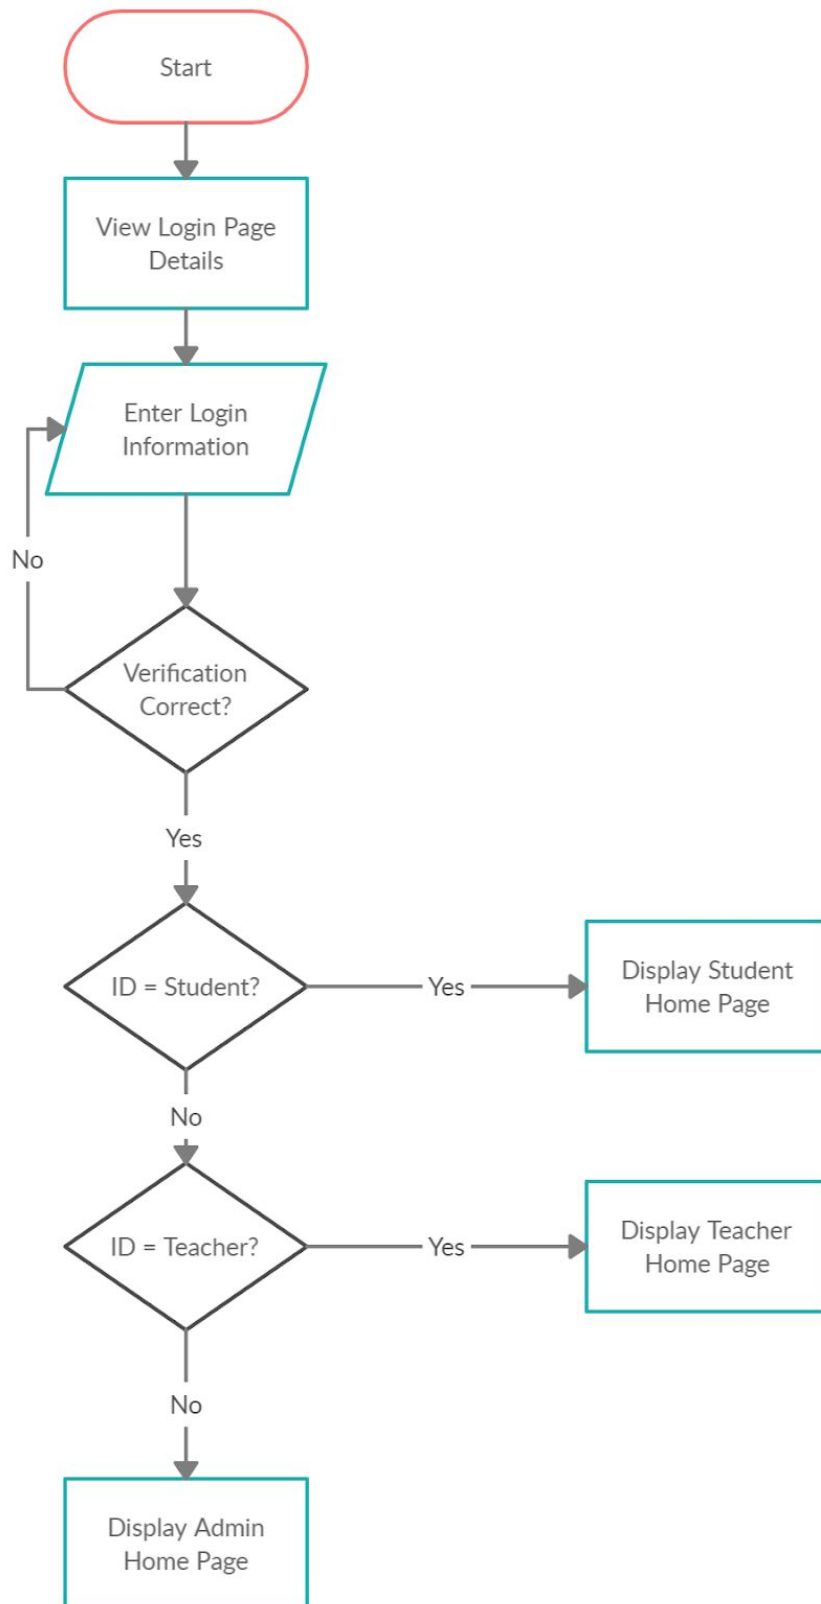 Start
View Login Page
Details
Enter Login
Information
No
Verification
Correct?
Yes
ID = Student?
Yes
Display Student
Home Page
No
ID = Teacher?
Yes
Display Teacher
Home Page
No
Display Admin
Home Page